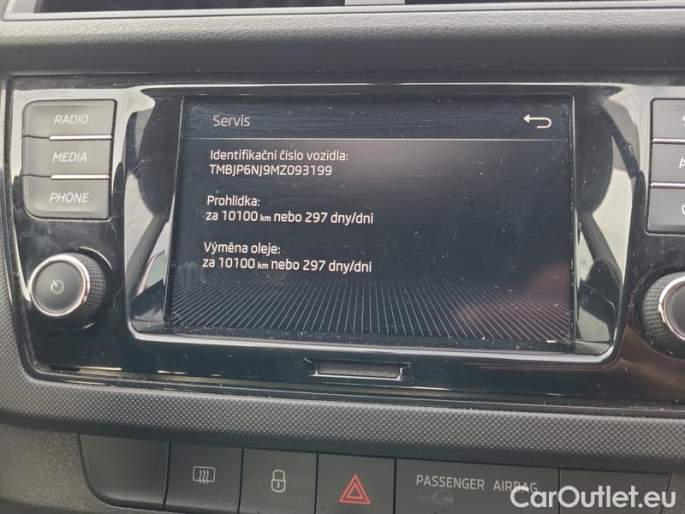 Servis
RADIO
MEDIA
PHONE
Identifikační číslo vozidla:
TMBJP6NJ9MZ093199
Prohlídka:
za 10100 km nebo 297 dny/dní
Výměna oleje:
za 10100 km nebo 297 dny/dní
PASSENGER AIRBAG
CarOutlet.eu